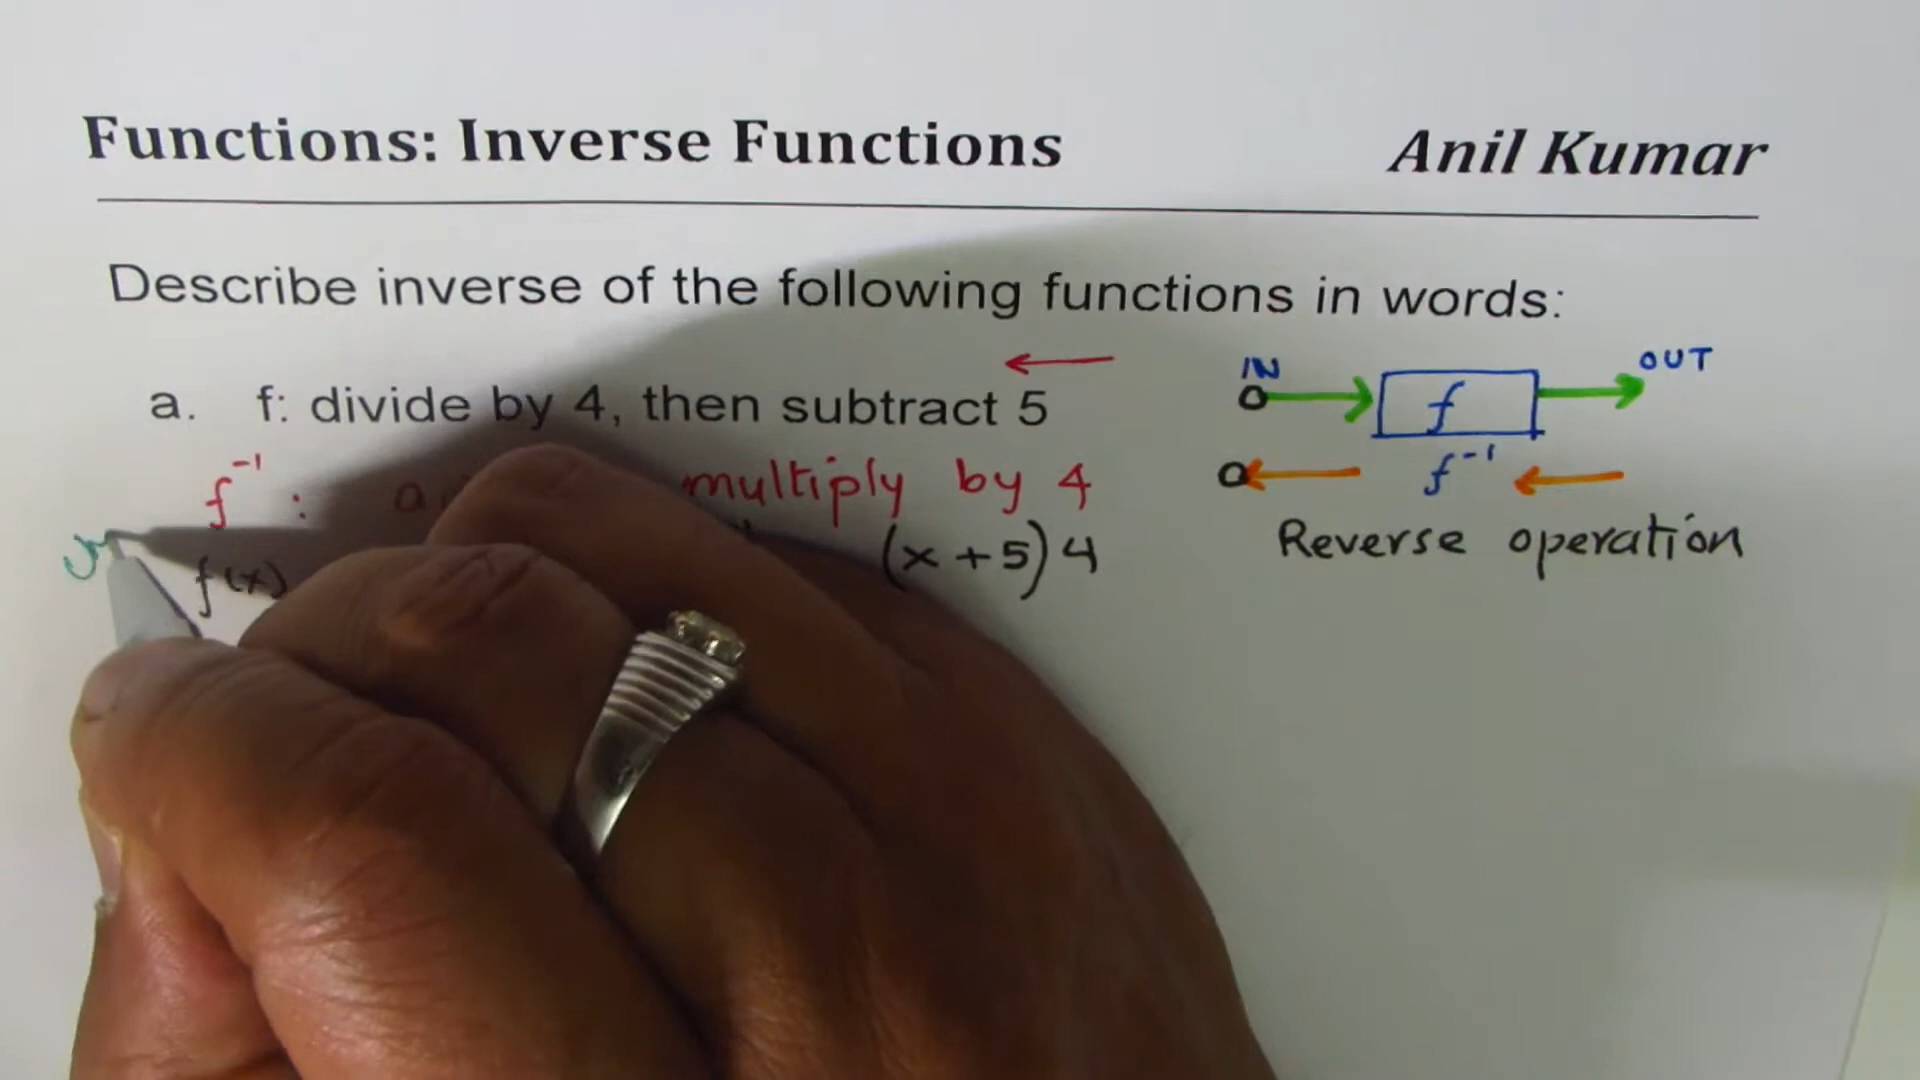 Functions: Inverse Functions Anil Kumar
Describe inverse of the following functions in words:
a. f: divide by 4, then subtract 5
IN f OUT
f⁻¹ : multiply by 4
f⁻¹
f(x) (x + 5) 4
Reverse operation